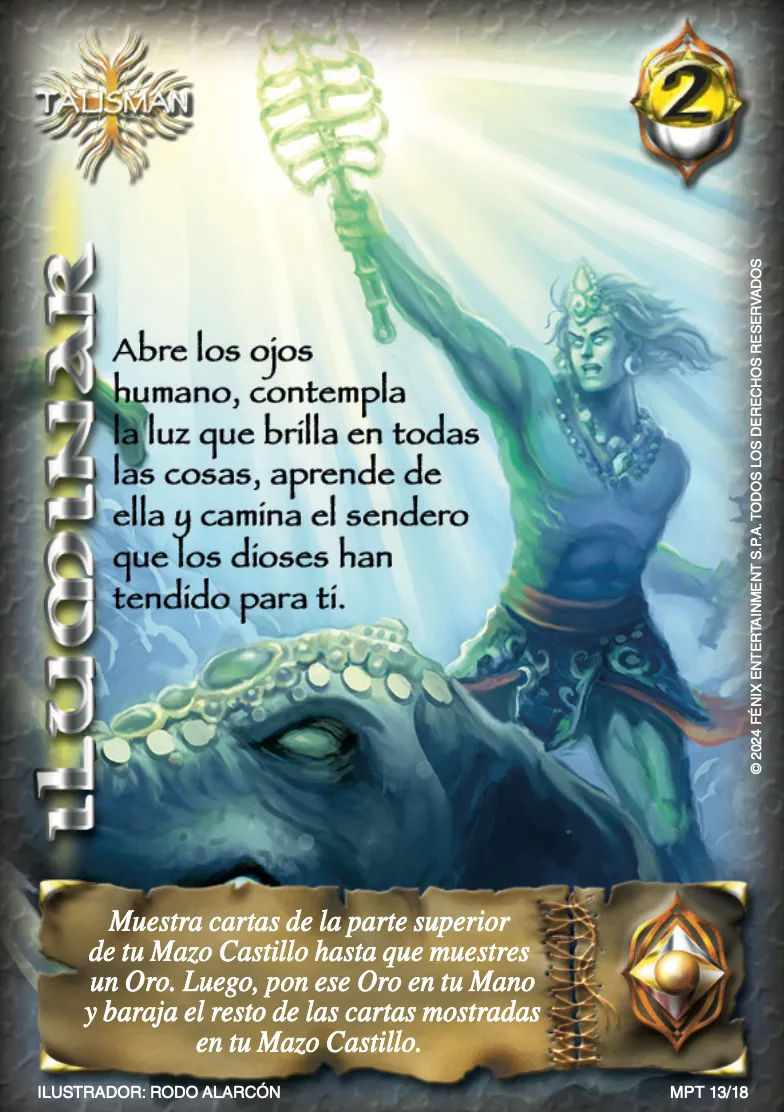 TALISMAN
2
ILUMINAR
Abre los ojos
humano, contempla
la luz que brilla en todas
las cosas, aprende de
ella y camina el sendero
que los dioses han
tendido para tí.
© 2024 FÉNIX ENTERTAINMENT S.P.A. TODOS LOS DERECHOS RESERVADOS
Muestra cartas de la parte superior
de tu Mazo Castillo hasta que muestres
un Oro. Luego, pon ese Oro en tu Mano
y baraja el resto de las cartas mostradas
en tu Mazo Castillo.
ILUSTRADOR: RODO ALARCÓN
MPT 13/18